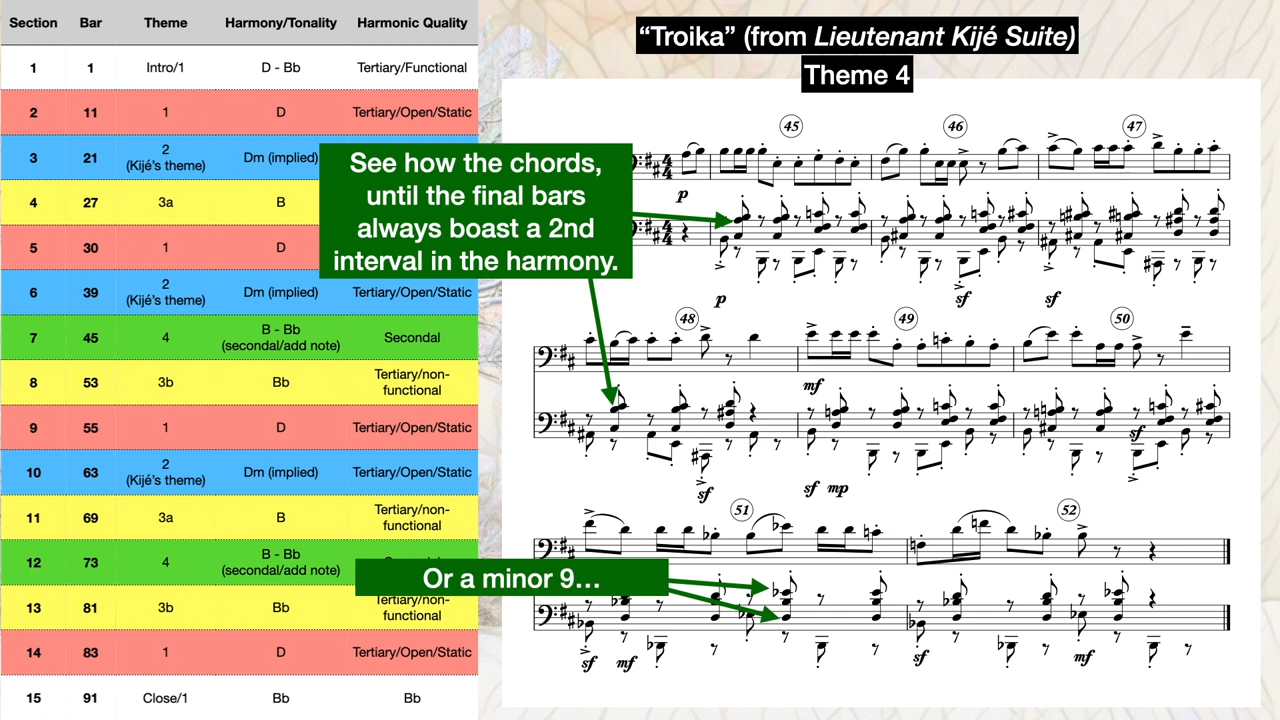 Section Bar Theme Harmony/Tonality Harmonic Quality
1 1 Intro/1 D - Bb Tertiary/Functional
2 11 1 D Tertiary/Open/Static
3 21 2 (Kijé's theme) Dm (implied)
4 27 3a B
5 30 1 D
6 39 2 (Kijé's theme) Dm (implied) Tertiary/Open/Static
7 45 4 B - Bb (secondal/add note) Secondal
8 53 3b Bb Tertiary/non-functional
9 55 1 D Tertiary/Open/Static
10 63 2 (Kijé's theme) Dm (implied) Tertiary/Open/Static
11 69 3a B Tertiary/non-functional
12 73 4 B - Bb (secondal/add note)
13 81 3b Bb Tertiary/non-functional
14 83 1 D Tertiary/Open/Static
15 91 Close/1 Bb Bb
“Troika” (from Lieutenant Kijé Suite)
Theme 4
See how the chords,
until the final bars
always boast a 2nd
interval in the harmony.
Or a minor 9...
45 46 47
p
p sf sf
48 49 50
mf
sf
sf sf mp
51 52
sf mf sf mf